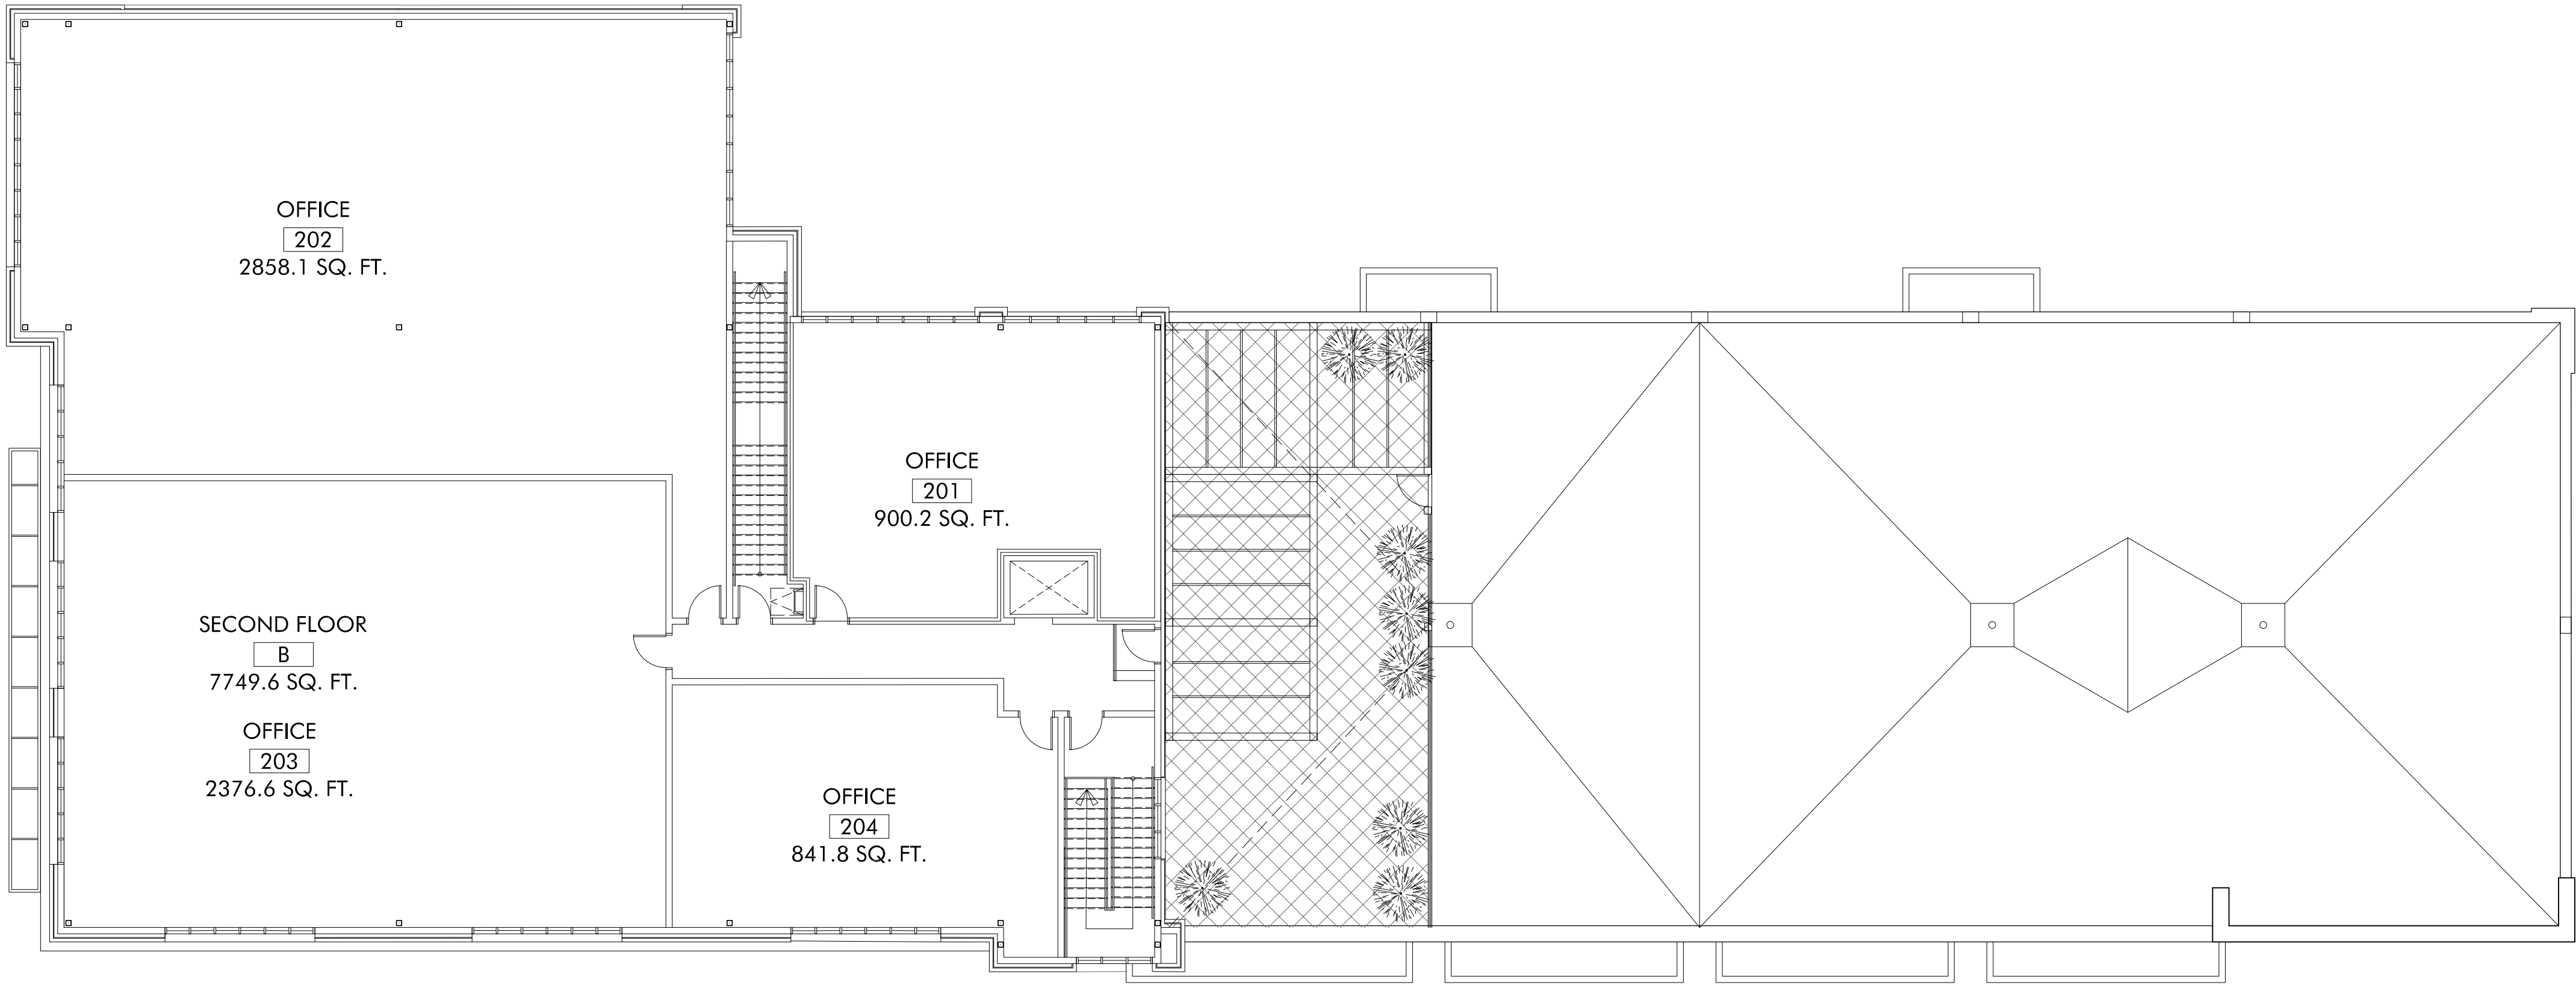 OFFICE
202
2858.1 SQ. FT.
OFFICE
201
900.2 SQ. FT.
SECOND FLOOR
B
7749.6 SQ. FT.
OFFICE
203
2376.6 SQ. FT.
OFFICE
204
841.8 SQ. FT.